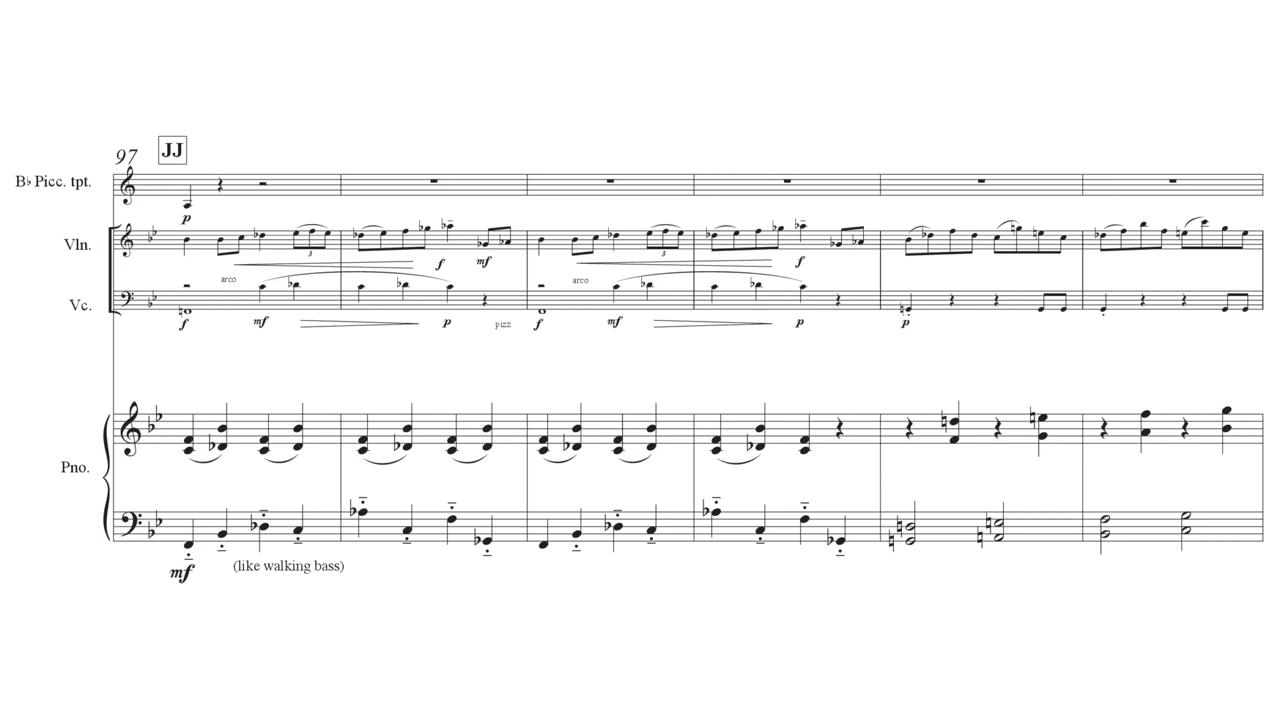 97 JJ
B♭ Picc. tpt.
p
Vln.
3
3
f mf
f
arco
arco
Vc.
f mf p pizz f mf p p
Pno.
mf
(like walking bass)